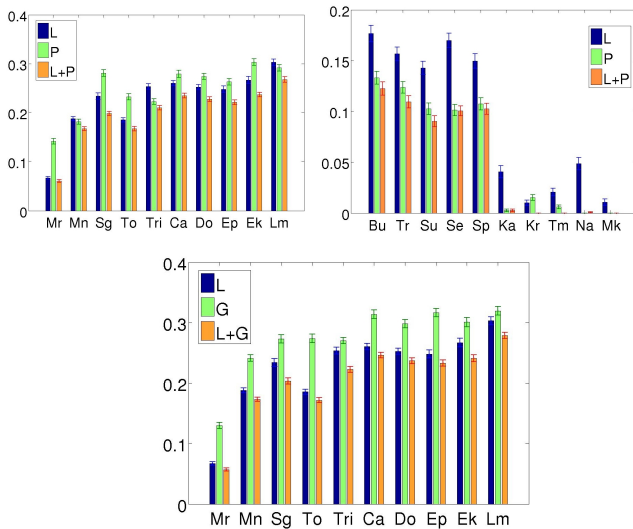 0.4
0.3
0.2
0.1
0
L
P
L+P
Mr Mn Sg To Tri Ca Do Ep Ek Lm
0.2
0.15
0.1
0.05
0
L
P
L+P
Bu Tr Su Se Sp Ka Kr Tm Na Mk
0.4
0.3
0.2
0.1
0
L
G
L+G
Mr Mn Sg To Tri Ca Do Ep Ek Lm